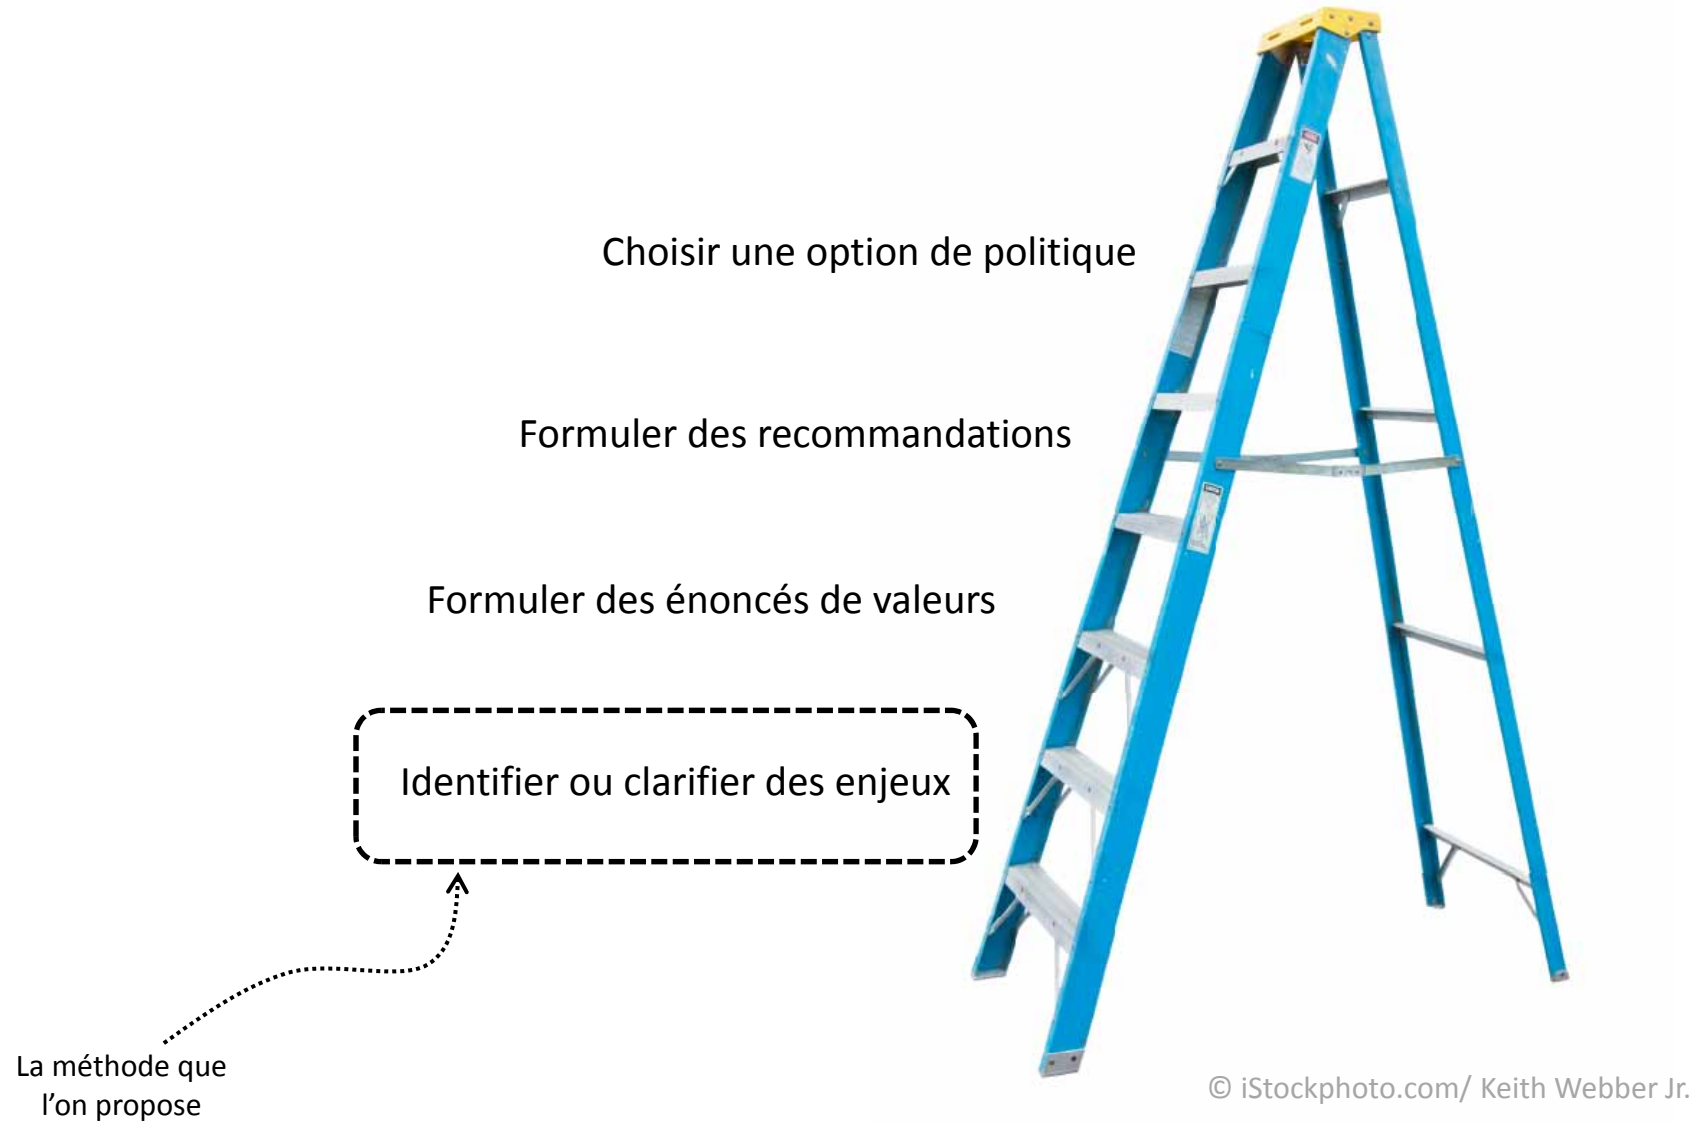 Choisir une option de politique
Formuler des recommandations
Formuler des énoncés de valeurs
Identifier ou clarifier des enjeux
La méthode que
l'on propose
© iStockphoto.com/ Keith Webber Jr.